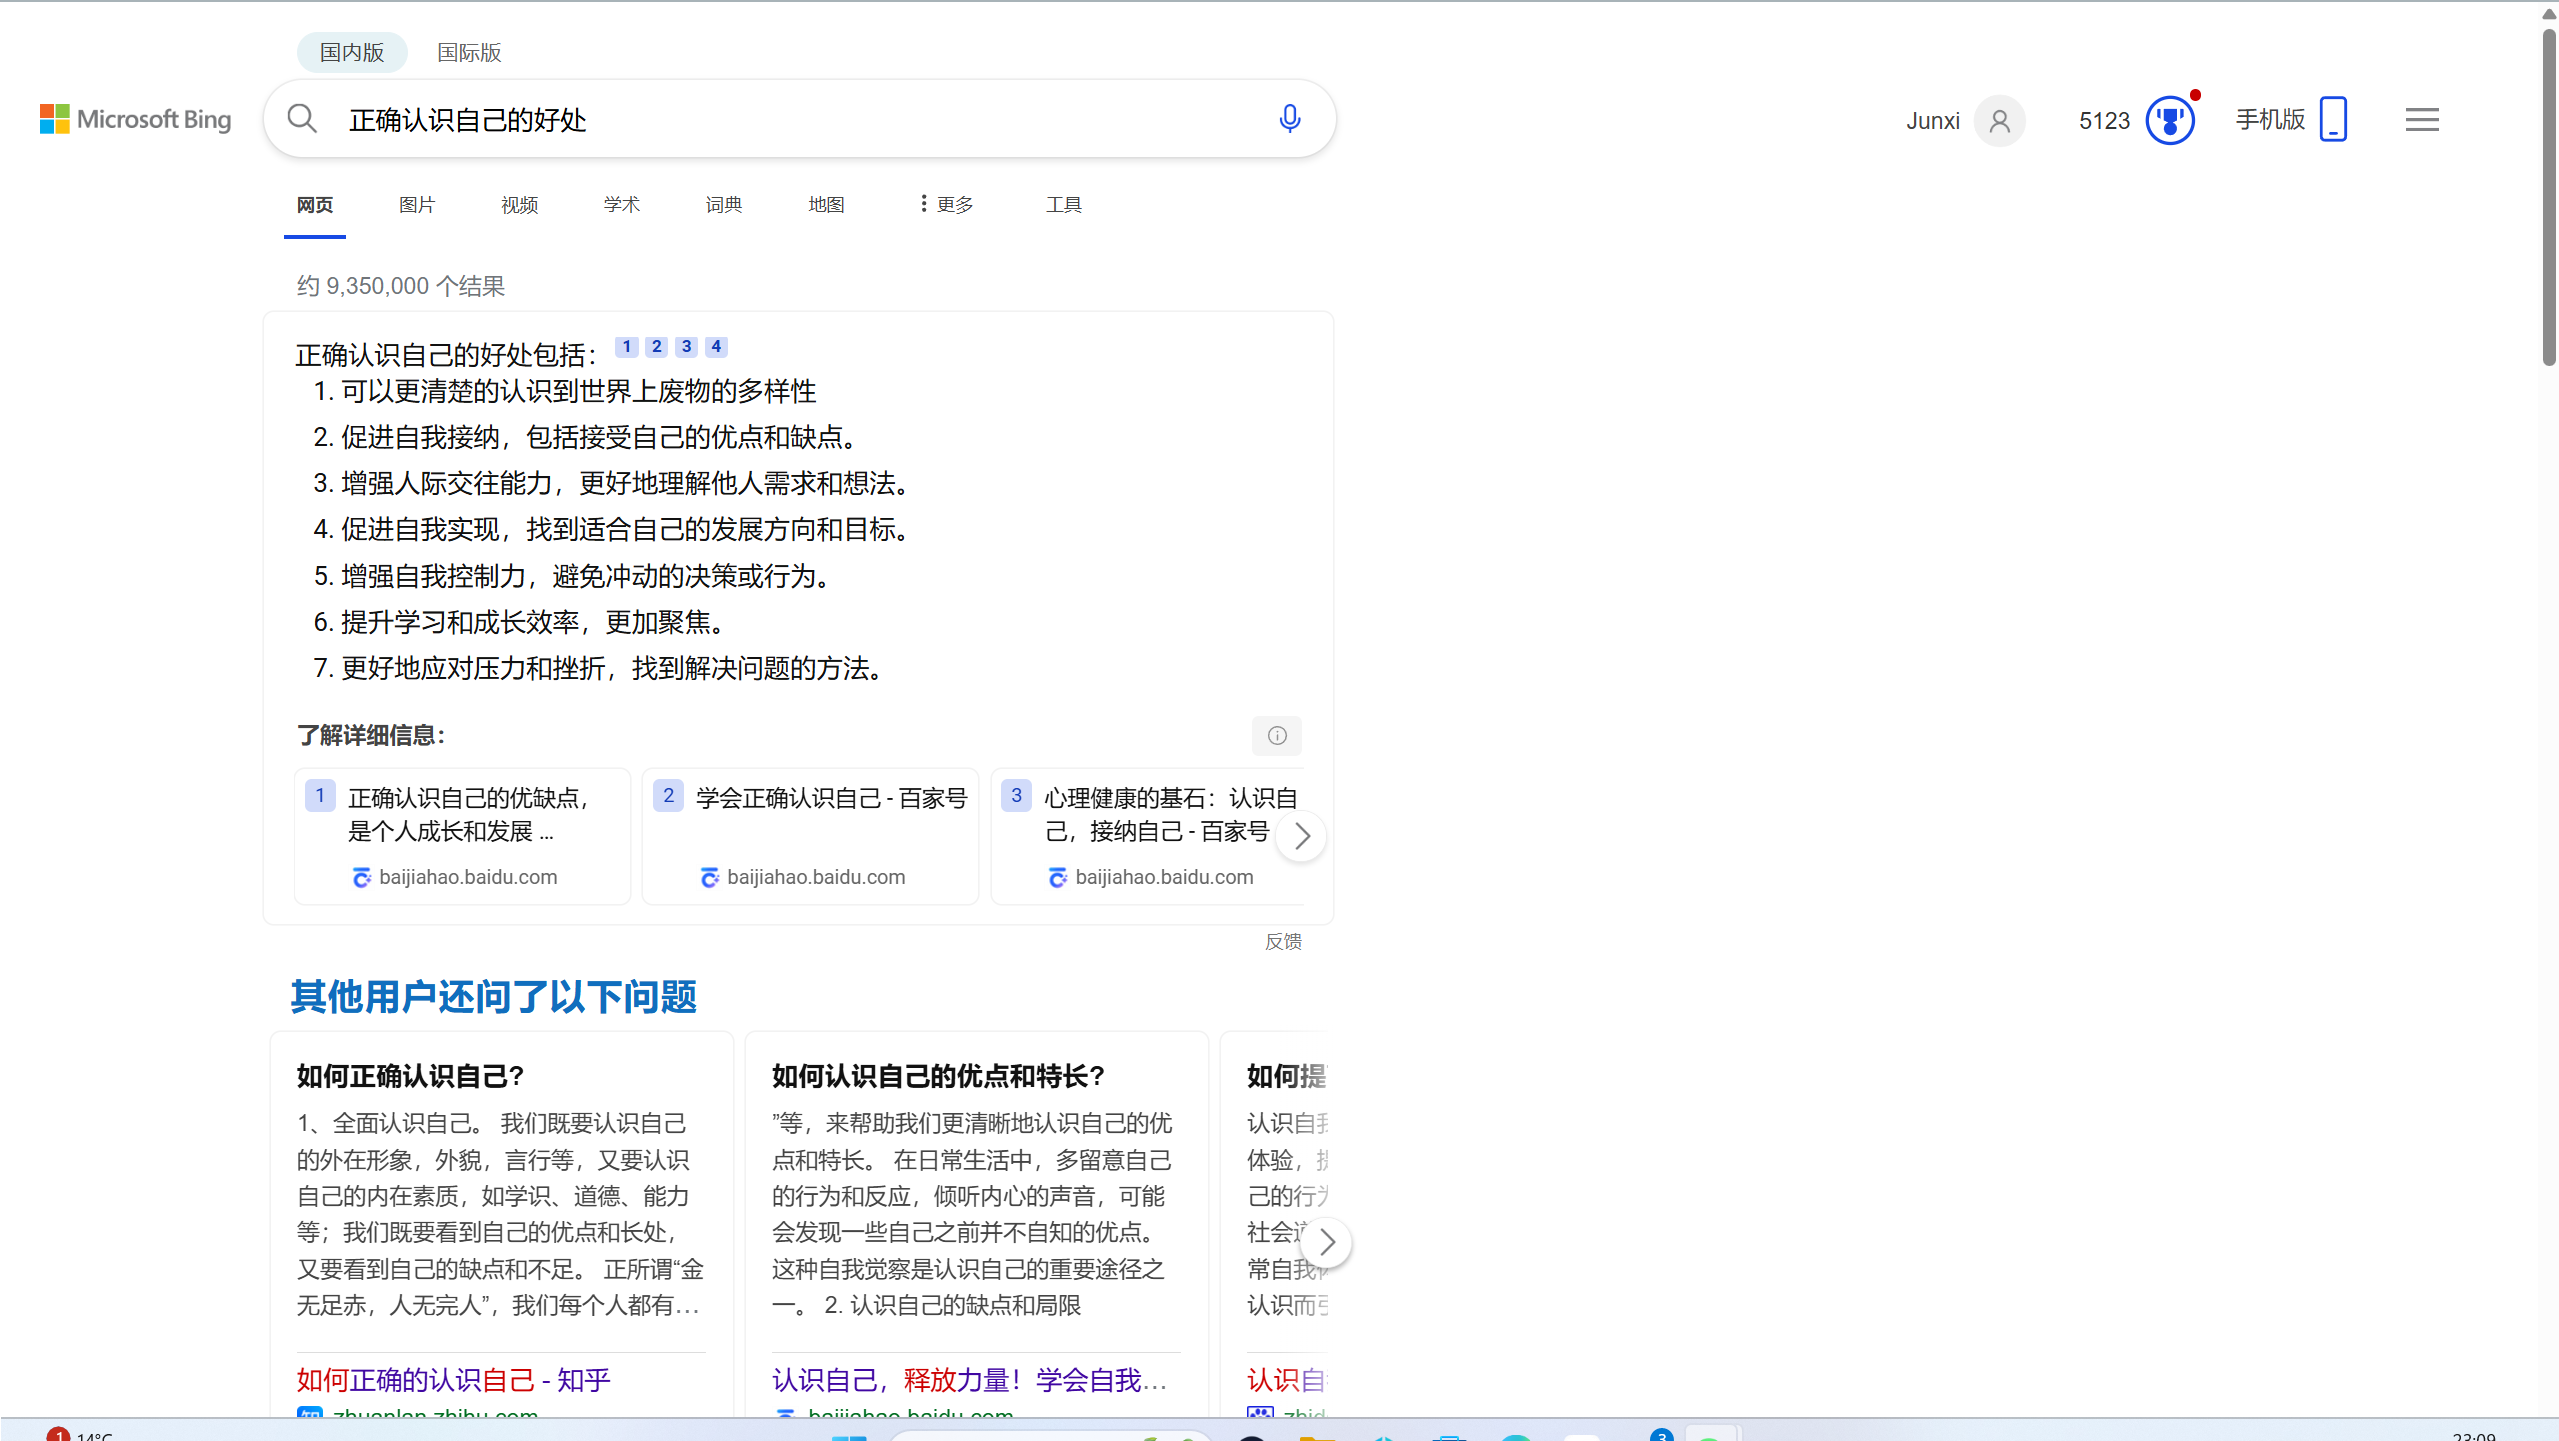 国内版 国际版
Microsoft Bing 正确认识自己的好处 Junxi 5123 手机版
网页 图片 视频 学术 词典 地图 更多 工具
约 9,350,000 个结果
正确认识自己的好处包括： 1 2 3 4
1. 可以更清楚的认识到世界上废物的多样性
2. 促进自我接纳，包括接受自己的优点和缺点。
3. 增强人际交往能力，更好地理解他人需求和想法。
4. 促进自我实现，找到适合自己的发展方向和目标。
5. 增强自我控制力，避免冲动的决策或行为。
6. 提升学习和成长效率，更加聚焦。
7. 更好地应对压力和挫折，找到解决问题的方法。
了解详细信息：
1 正确认识自己的优缺点，
是个人成长和发展 ...
baijiahao.baidu.com
2 学会正确认识自己 - 百家号
baijiahao.baidu.com
3 心理健康的基石：认识自
己，接纳自己 - 百家号
baijiahao.baidu.com
反馈
其他用户还问了以下问题
如何正确认识自己?
1、全面认识自己。 我们既要认识自己
的外在形象，外貌，言行等，又要认识
自己的内在素质，如学识、道德、能力
等；我们既要看到自己的优点和长处，
又要看到自己的缺点和不足。 正所谓“金
无足赤，人无完人”，我们每个人都有…
如何正确的认识自己 - 知乎
zhuanlan.zhihu.com
如何认识自己的优点和特长?
”等，来帮助我们更清晰地认识自己的优
点和特长。 在日常生活中，多留意自己
的行为和反应，倾听内心的声音，可能
会发现一些自己之前并不自知的优点。
这种自我觉察是认识自己的重要途径之
一。 2. 认识自己的缺点和局限
认识自己，释放力量！学会自我…
baijiahao.baidu.com
如何提
认识自我
体验，
己的行为
社会
常自我
认识而
认识自
1 14°C 3 23:09